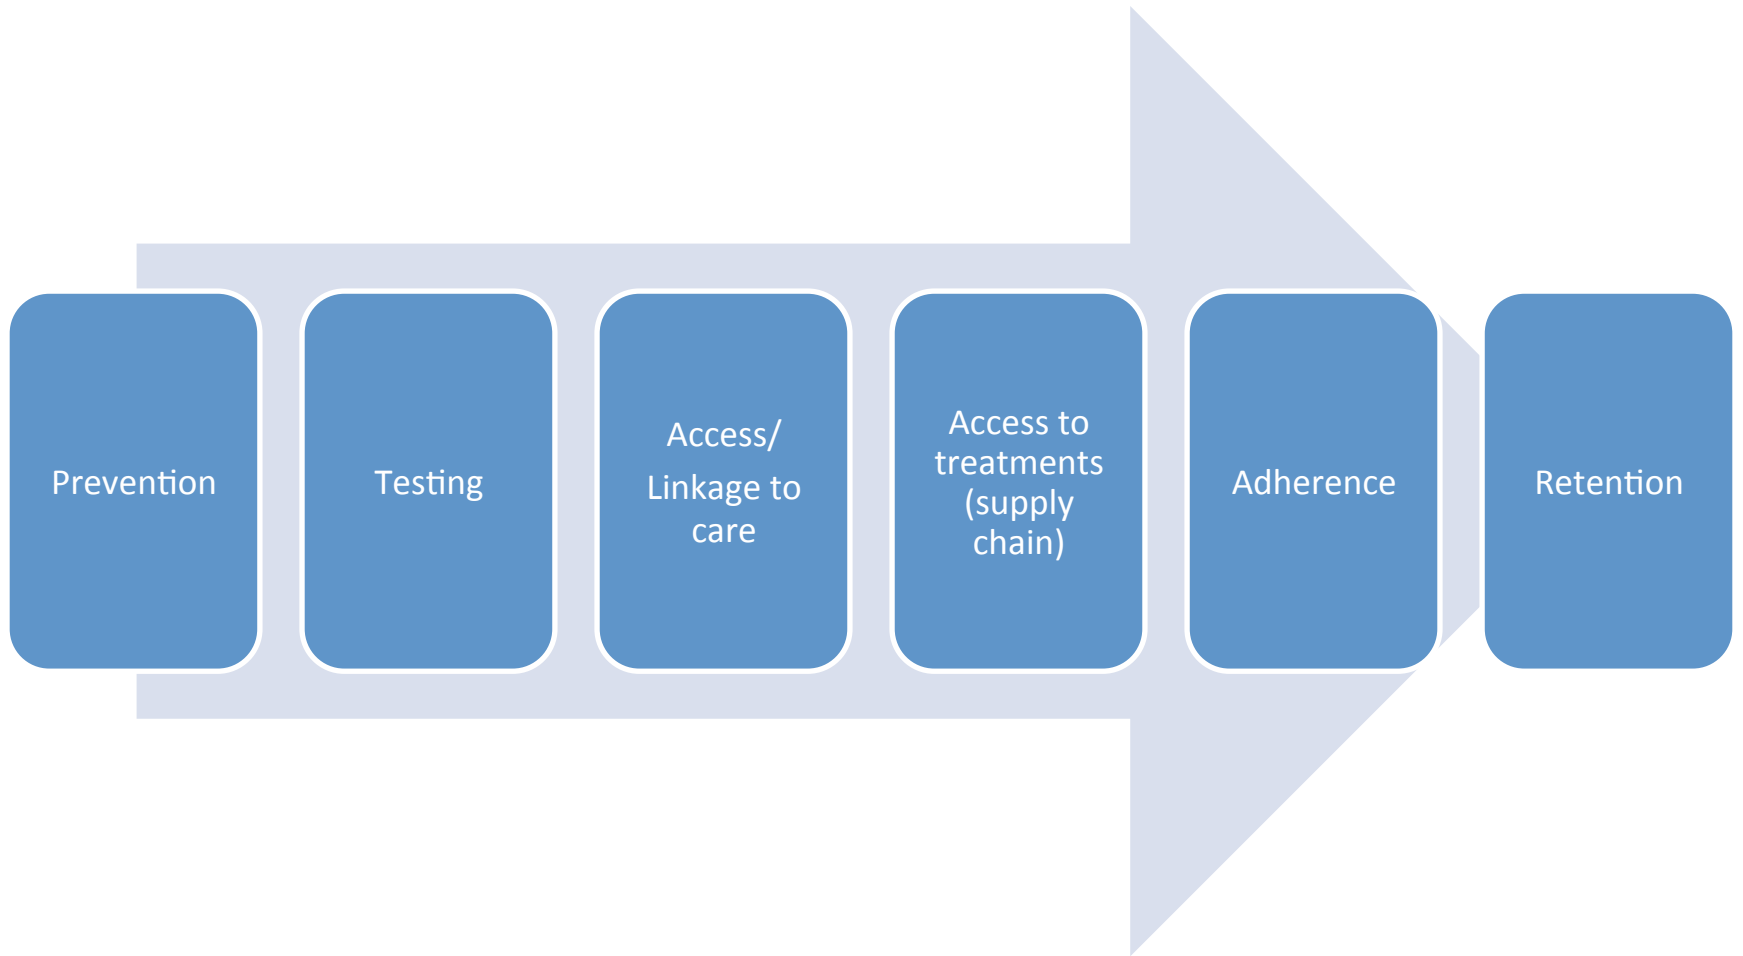 Prevention
Testing
Access/
Linkage to
care
Access to
treatments
(supply
chain)
Adherence
Retention